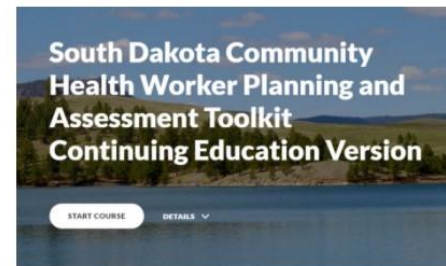 South Dakota Community
Health Worker Planning and
Assessment Toolkit
Continuing Education Version
START COURSE
DETAILS